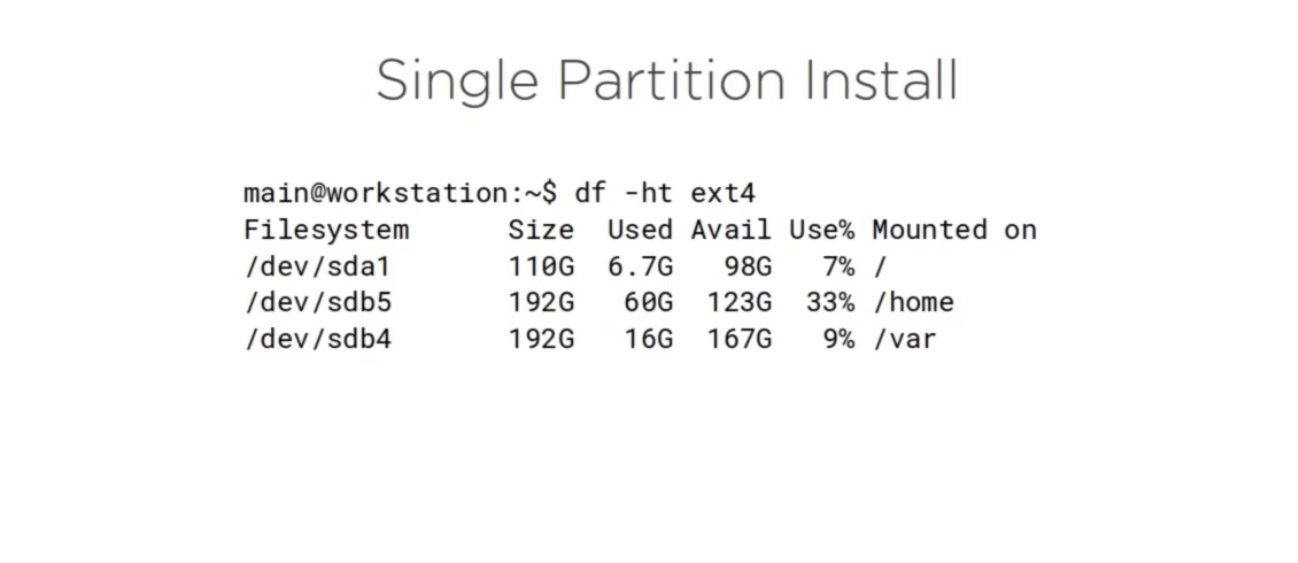 Single Partition Install
main@workstation:~$ df -ht ext4
Filesystem      Size  Used Avail Use% Mounted on
/dev/sda1       110G  6.7G   98G   7% /
/dev/sdb5       192G   60G  123G  33% /home
/dev/sdb4       192G   16G  167G   9% /var